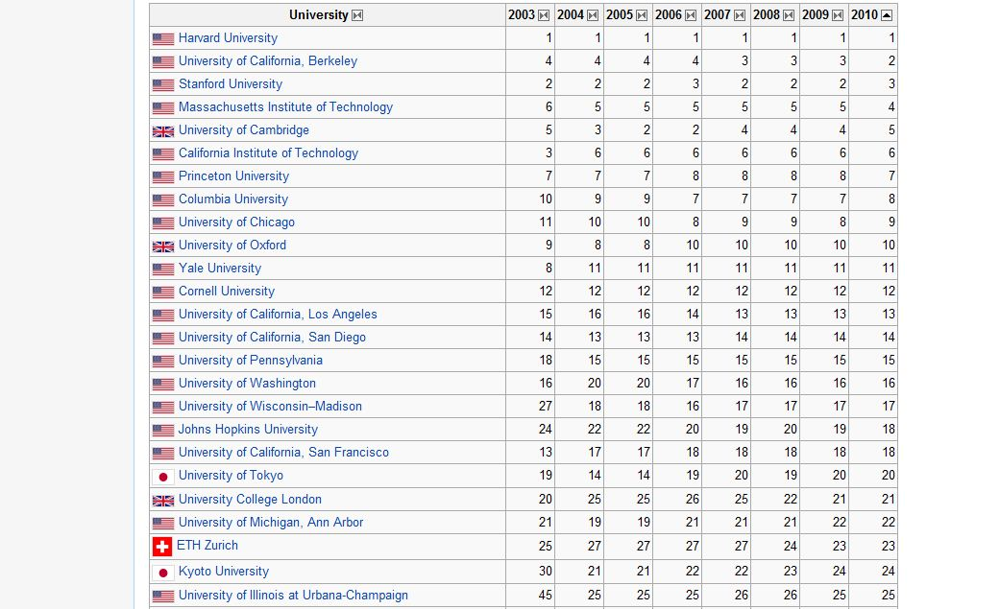 University 2003 2004 2005 2006 2007 2008 2009 2010
Harvard University 1 1 1 1 1 1 1 1
University of California, Berkeley 4 4 4 4 3 3 3 2
Stanford University 2 2 2 3 2 2 2 3
Massachusetts Institute of Technology 6 5 5 5 5 5 5 4
University of Cambridge 5 3 2 2 4 4 4 5
California Institute of Technology 3 6 6 6 6 6 6 6
Princeton University 7 7 7 8 8 8 8 7
Columbia University 10 9 9 7 7 7 7 8
University of Chicago 11 10 10 8 9 9 8 9
University of Oxford 9 8 8 10 10 10 10 10
Yale University 8 11 11 11 11 11 11 11
Cornell University 12 12 12 12 12 12 12 12
University of California, Los Angeles 15 16 16 14 13 13 13 13
University of California, San Diego 14 13 13 13 14 14 14 14
University of Pennsylvania 18 15 15 15 15 15 15 15
University of Washington 16 20 20 17 16 16 16 16
University of Wisconsin–Madison 27 18 18 16 17 17 17 17
Johns Hopkins University 24 22 22 20 19 20 19 18
University of California, San Francisco 13 17 17 18 18 18 18 18
University of Tokyo 19 14 14 19 20 19 20 20
University College London 20 25 25 26 25 22 21 21
University of Michigan, Ann Arbor 21 19 19 21 21 21 22 22
ETH Zurich 25 27 27 27 27 24 23 23
Kyoto University 30 21 21 22 22 23 24 24
University of Illinois at Urbana-Champaign 45 25 25 25 26 26 25 25